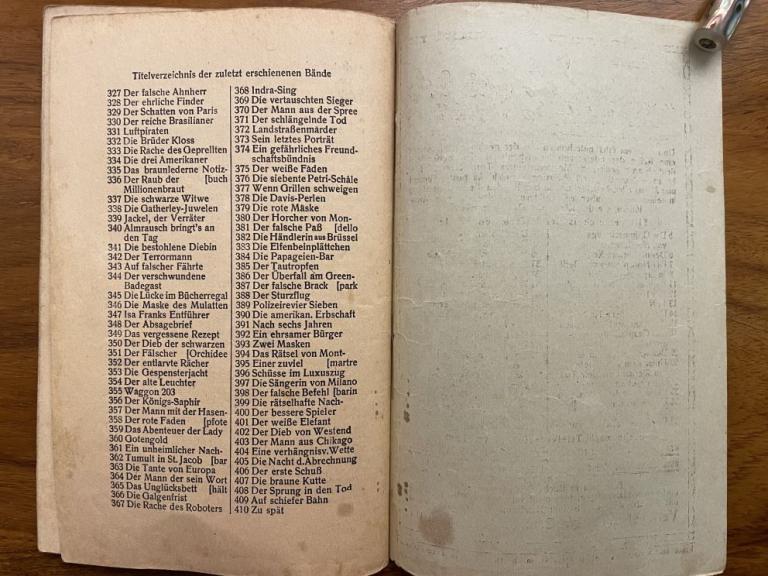 Titelverzeichnis der zuletzt erschienenen Bände
327 Der falsche Ahnherr
328 Der ehrliche Finder
329 Der Schatten von Paris
330 Der reiche Brasilianer
331 Luftpiraten
332 Die Brüder Kloss
333 Die Rache des Geprellten
334 Die drei Amerikaner
335 Das braunlederne Notiz-
336 Der Raub der [buch
Millionenbraut
337 Die schwarze Witwe
338 Die Gatherley-Juwelen
339 Jackel, der Verräter
340 Almrausch bringt's an
den Tag
341 Die bestohlene Diebin
342 Der Terrormann
343 Auf falscher Fährte
344 Der verschwundene
Badegast
345 Die Lücke im Bücherregal
346 Die Maske des Mulatten
347 Isa Franks Entführer
348 Der Absagebrief
349 Das vergessene Rezept
350 Der Dieb der schwarzen
351 Der Fälscher [Orchidee
352 Der entlarvte Rächer
353 Die Gespensterjacht
354 Der alte Leuchter
355 Waggon 203
356 Der Königs-Saphir
357 Der Mann mit der Hasen-
358 Der rote Faden [pfote
359 Das Abenteuer der Lady
360 Gotengold
361 Ein unheimlicher Nach-
362 Tumult in St. Jacob [bar
363 Die Tante von Europa
364 Der Mann der sein Wort
365 Das Unglücksbett [hält
366 Die Galgenfrist
367 Die Rache des Roboters
368 Indra-Sing
369 Die vertauschten Sieger
370 Der Mann aus der Spree
371 Der schlängelnde Tod
372 Landstraßenmarder
373 Sein letztes Porträt
374 Ein gefährliches Freund-
schaftsbündnis
375 Der weiße Faden
376 Die siebente Petri-Schale
377 Wenn Grillen schweigen
378 Die Davis-Perlen
379 Die rote Maske
380 Der Horcher von Mon-
381 Der falsche Paß [dello
382 Die Händlerin aus Brüssel
383 Die Elfenbeinplättchen
384 Die Papageien-Bar
385 Der Tautropfen
386 Der Überfall am Green-
387 Der falsche Brack [park
388 Der Sturzflug
389 Polizeirevier Sieben
390 Die amerikan. Erbschaft
391 Nach sechs Jahren
392 Ein ehrsamer Bürger
393 Zwei Masken
394 Das Rätsel von Mont-
395 Einer zuviel [martre
396 Schüsse im Luxuszug
397 Die Sängerin von Milano
398 Der falsche Befehl [barin
399 Die rätselhafte Nach-
400 Der bessere Spieler
401 Der weiße Elefant
402 Der Dieb von Westend
403 Der Mann aus Chikago
404 Eine verhängnisv. Wette
405 Die Nacht d. Abrechnung
406 Der erste Schuß
407 Die braune Kutte
408 Der Sprung in den Tod
409 Auf schiefer Bahn
410 Zu spät